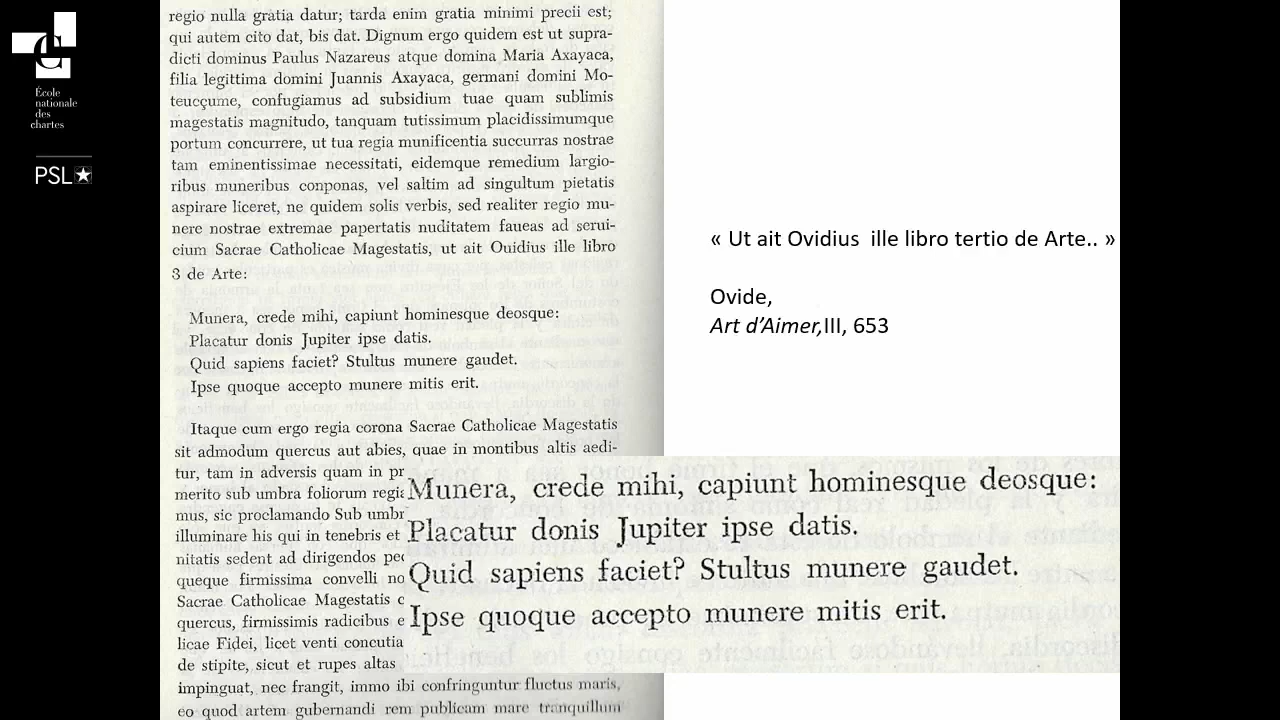 École
nationale
des
chartes
PSL
regio nulla gratia datur; tarda enim gratia minimi precii est;
qui autem cito dat, bis dat. Dignum ergo quidem est ut supra-
dicti dominus Paulus Nazareus atque domina Maria Axayaca,
filia legittima domini Juannis Axayaca, germani domini Mo-
teucçume, confugiamus ad subsidium tuae quam sublimis
magestatis magnitudo, tanquam tutissimum placidissimumque
portum concurrere, ut tua regia munificentia succurras nostrae
tam eminentissimae necessitati, eidemque remedium largio-
ribus muneribus conponas, vel saltim ad singultum pietatis
aspirare liceret, ne quidem solis verbis, sed realiter regio mu-
nere nostrae extremae papertatis nuditatem faueas ad serui-
cium Sacrae Catholicae Magestatis, ut ait Ouidius ille libro
3 de Arte:
Munera, crede mihi, capiunt hominesque deosque:
Placatur donis Jupiter ipse datis.
Quid sapiens faciet? Stultus munere gaudet.
Ipse quoque accepto munere mitis erit.
Itaque cum ergo regia corona Sacrae Catholicae Magestatis
sit admodum quercus aut abies, quae in montibus altis aedi-
tur, tam in adversis quam in pr
merito sub umbra foliorum regia
mus, sic proclamando Sub umbr
illuminare his qui in tenebris et
mitis sedent ad dirigendos pe
queque firmissima convelli no
Sacrae Catholicae Magestatis c
quercus, firmissimis radicibus e
licae Fidei, licet venti concutia
de stipite, sicut et rupes altas
impinguat, nec frangit, immo ibi confringuntur fluctus maris,
eo quod artem gubernandi rem publicam mare tranquillum
« Ut ait Ovidius ille libro tertio de Arte.. »
Ovide,
Art d'Aimer,III, 653
Munera, crede mihi, capiunt hominesque deosque:
Placatur donis Jupiter ipse datis.
Quid sapiens faciet? Stultus munere gaudet.
Ipse quoque accepto munere mitis erit.